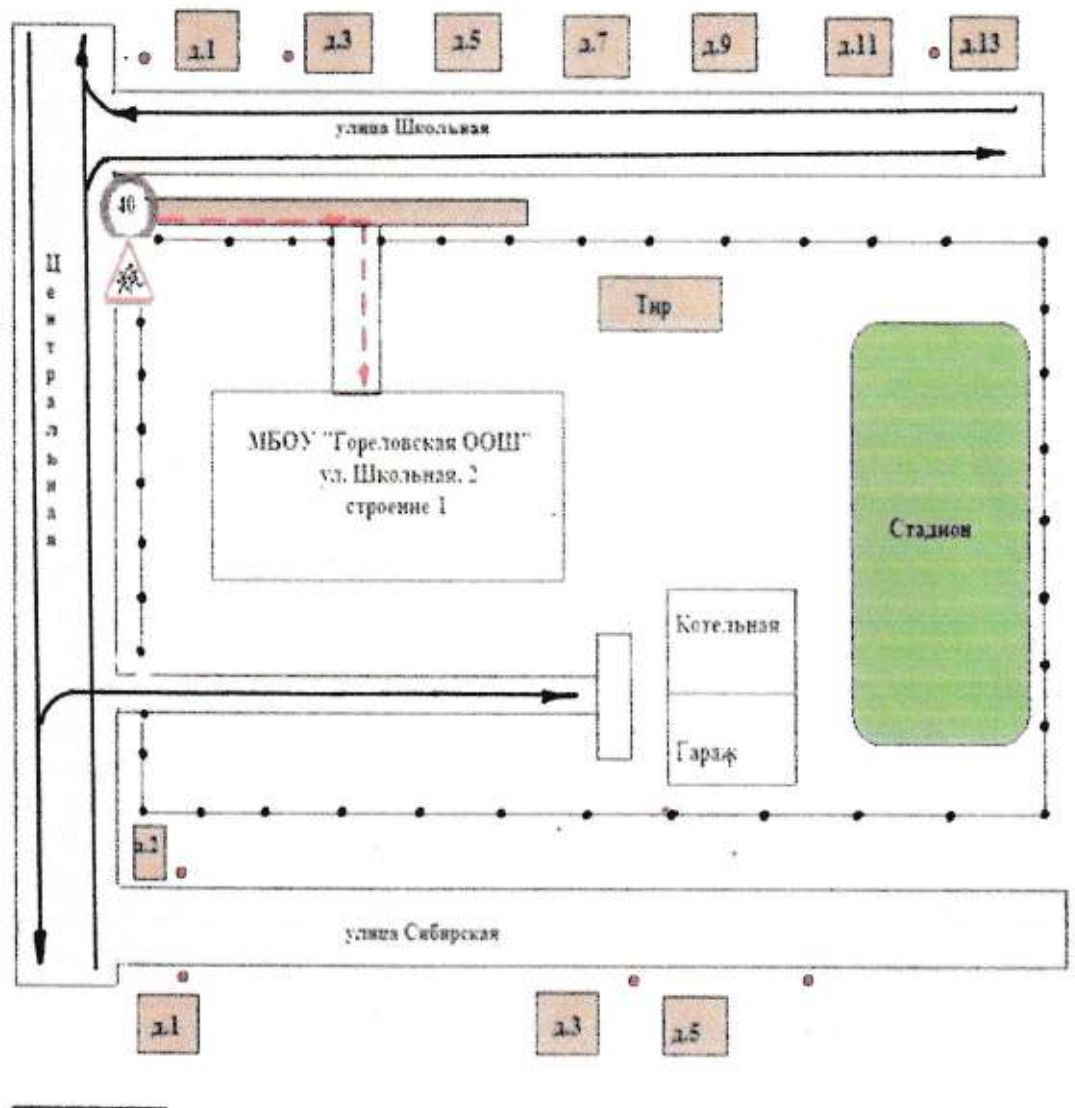 д.1
д.3
д.5
д.7
д.9
д.11
д.13
улица Школьная
40
Центральная
Тир
МБОУ "Гореловская ООШ"
ул. Школьная, 2
строение 1
Стадион
Котельная
Гараж
д.2
улица Сибирская
д.1
д.3
д.5